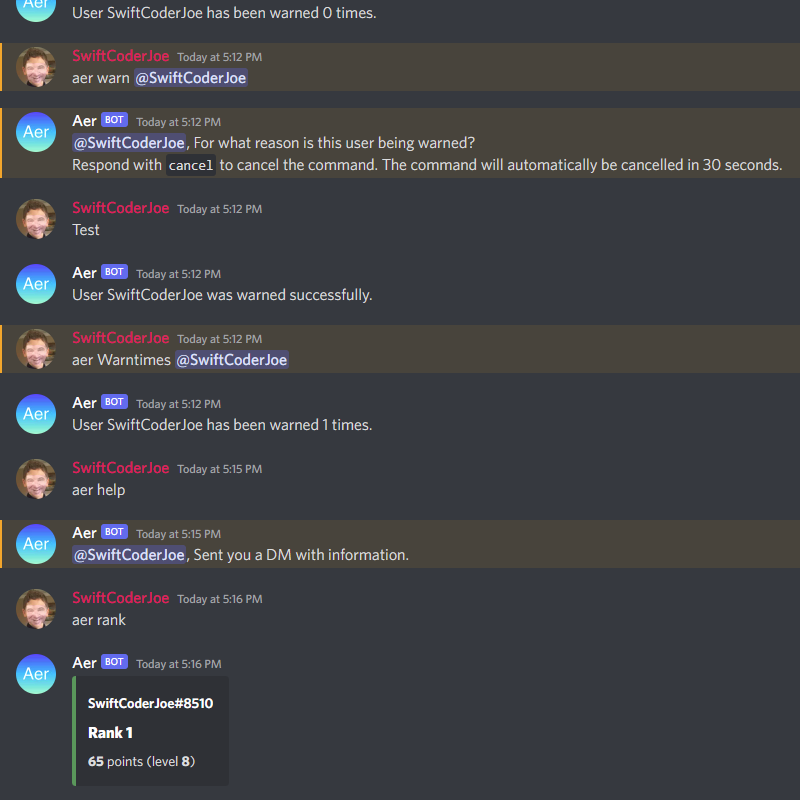 Aer
User SwiftCoderJoe has been warned 0 times.
SwiftCoderJoe Today at 5:12 PM
aer warn @SwiftCoderJoe
Aer
Aer BOT Today at 5:12 PM
@SwiftCoderJoe, For what reason is this user being warned?
Respond with cancel to cancel the command. The command will automatically be cancelled in 30 seconds.
SwiftCoderJoe Today at 5:12 PM
Test
Aer
Aer BOT Today at 5:12 PM
User SwiftCoderJoe was warned successfully.
SwiftCoderJoe Today at 5:12 PM
aer Warntimes @SwiftCoderJoe
Aer
Aer BOT Today at 5:12 PM
User SwiftCoderJoe has been warned 1 times.
SwiftCoderJoe Today at 5:15 PM
aer help
Aer
Aer BOT Today at 5:15 PM
@SwiftCoderJoe, Sent you a DM with information.
SwiftCoderJoe Today at 5:16 PM
aer rank
Aer
Aer BOT Today at 5:16 PM
SwiftCoderJoe#8510
Rank 1
65 points (level 8)